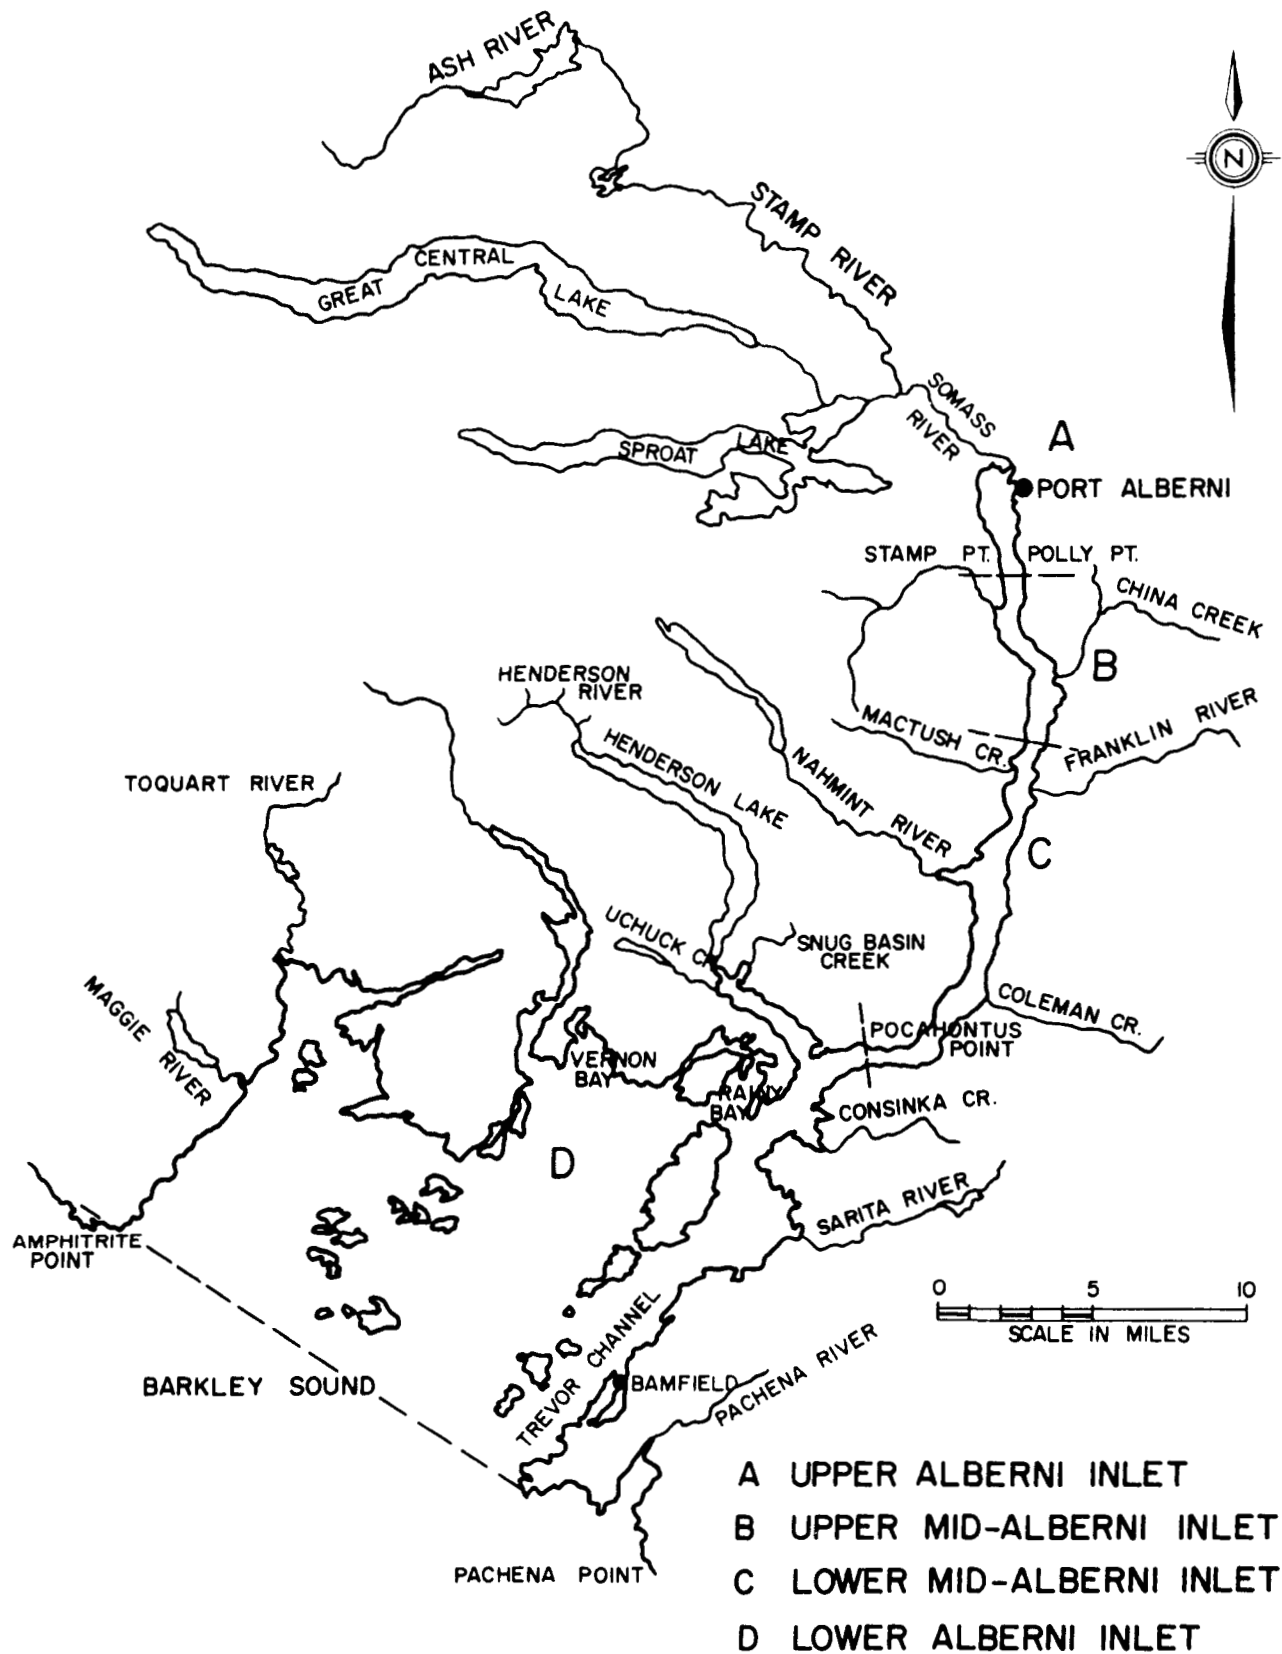 ASH RIVER
N
STAMP RIVER
GREAT CENTRAL LAKE
SOMASS
RIVER
A
SPROAT LAKE
PORT ALBERNI
STAMP PT.
POLLY PT.
CHINA CREEK
B
HENDERSON
RIVER
MACTUSH CR.
FRANKLIN RIVER
HENDERSON LAKE
NAHMINT RIVER
TOQUART RIVER
C
UCHUCK CR.
SNUG BASIN
CREEK
MAGGIE RIVER
COLEMAN CR.
POCAHONTUS
POINT
VERNON
BAY
RAINY
BAY
CONSINKA CR.
D
SARITA RIVER
AMPHITRITE
POINT
0 5 10
SCALE IN MILES
TREVOR CHANNEL
BARKLEY SOUND
BAMFIELD
PACHENA RIVER
PACHENA POINT
A UPPER ALBERNI INLET
B UPPER MID-ALBERNI INLET
C LOWER MID-ALBERNI INLET
D LOWER ALBERNI INLET